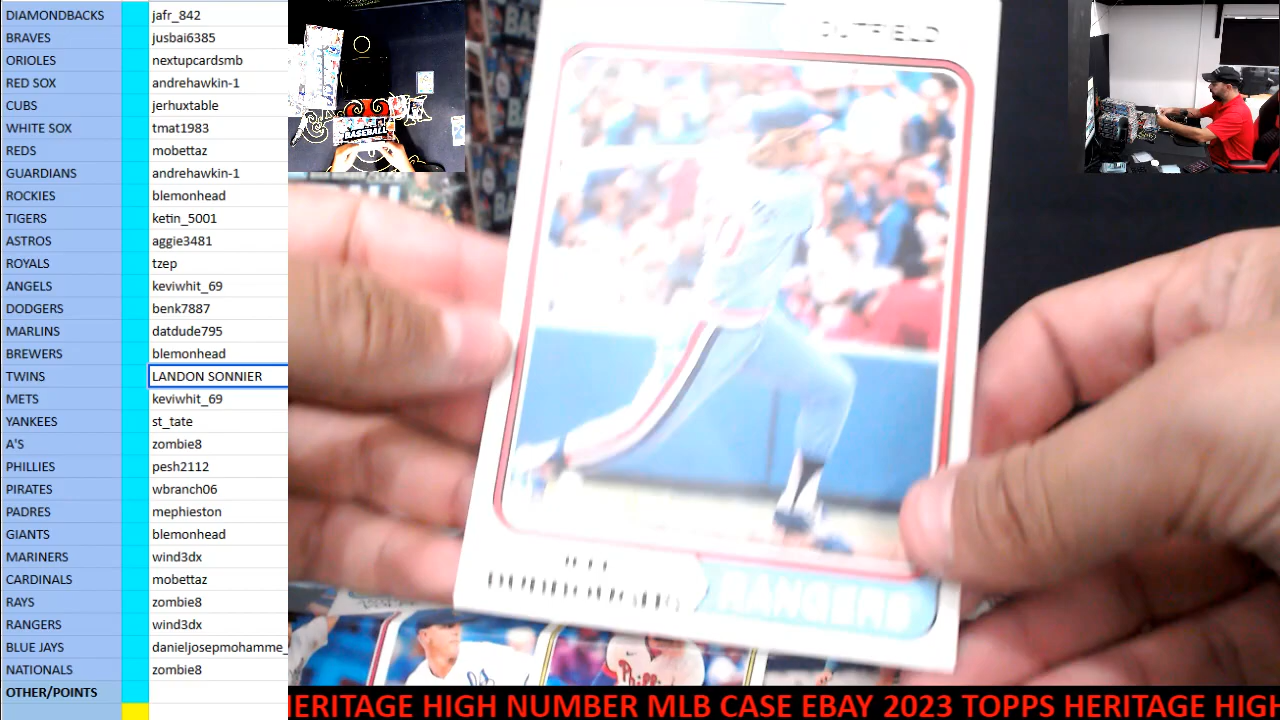 DIAMONDBACKS jafr_842
BRAVES jusbai6385
ORIOLES nextupcardsmb
RED SOX andrehawkin-1
CUBS jerhuxtable
WHITE SOX tmat1983
REDS mobettaz
GUARDIANS andrehawkin-1
ROCKIES blemonhead
TIGERS ketin_5001
ASTROS aggie3481
ROYALS tzep
ANGELS keviwhit_69
DODGERS benk7887
MARLINS datdude795
BREWERS blemonhead
TWINS LANDON SONNIER
METS keviwhit_69
YANKEES st_tate
A'S zombie8
PHILLIES pesh2112
PIRATES wbranch06
PADRES mephieston
GIANTS blemonhead
MARINERS wind3dx
CARDINALS mobettaz
RAYS zombie8
RANGERS wind3dx
BLUE JAYS danieljosepmohamme_
NATIONALS zombie8
OTHER/POINTS
BASEBALL
OUTFIELD
RANGERS
Phillies
HERITAGE HIGH NUMBER MLB CASE EBAY 2023 TOPPS HERITAGE HIGH